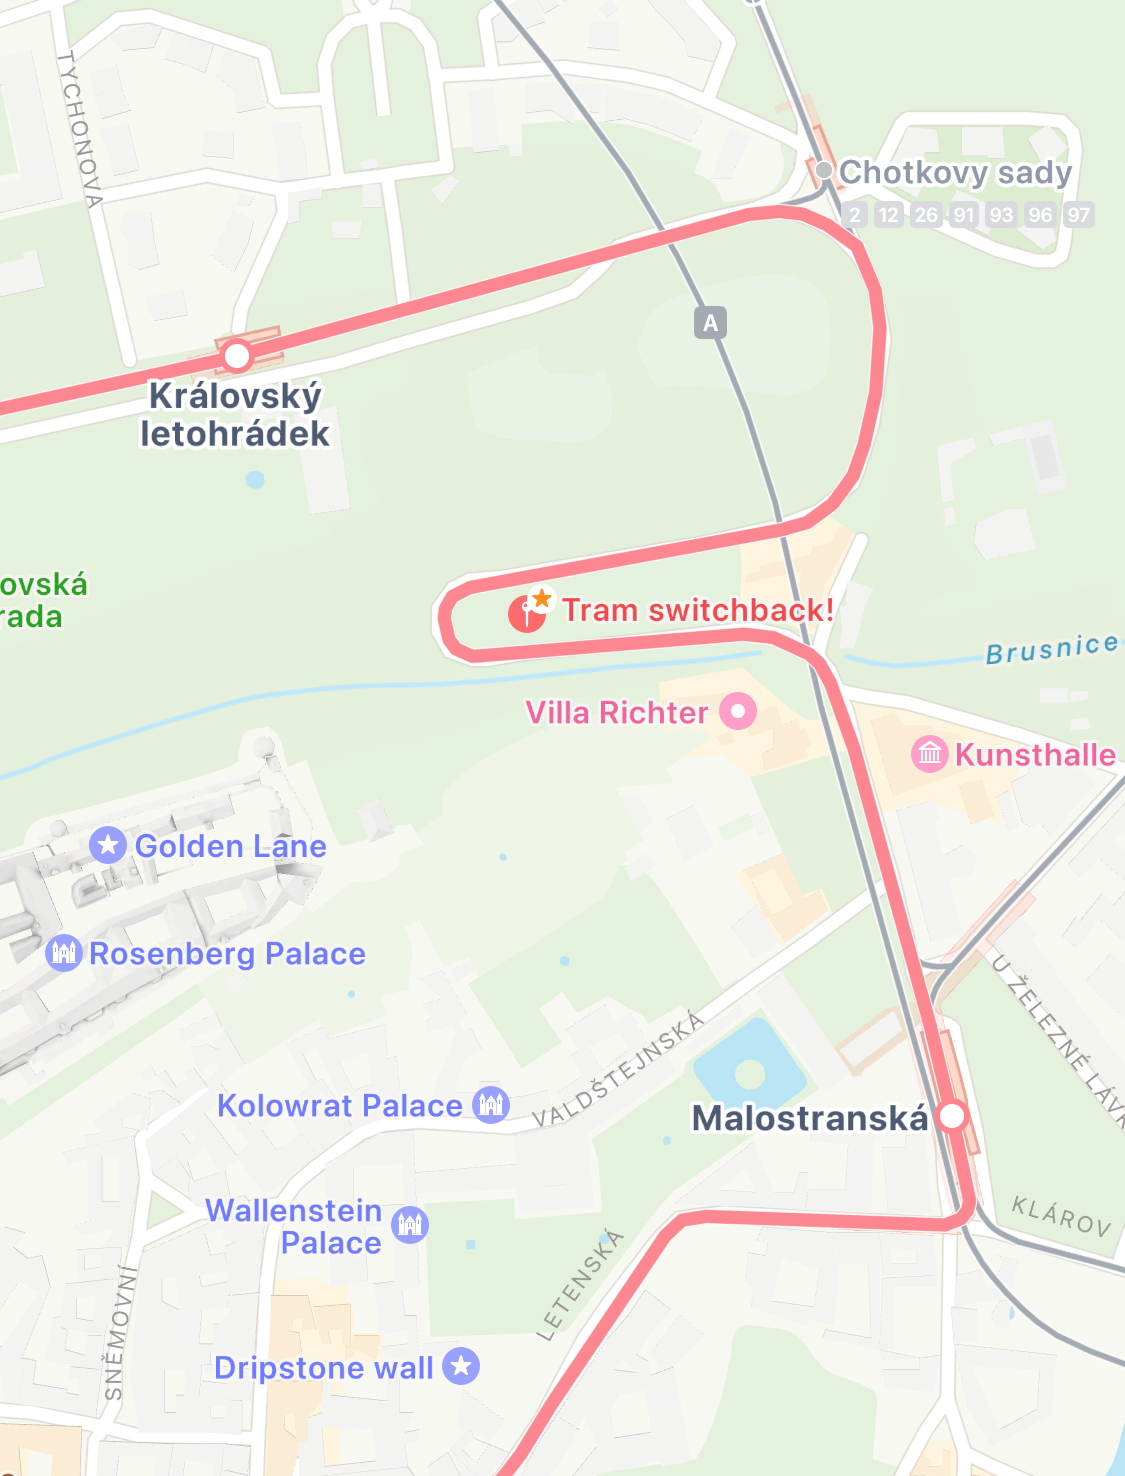 TYCHONOVA
Chotkovy sady
2 12 26 91 93 96 97
A
Královský
letohrádek
ovská
rada
Tram switchback!
Brusnice
Villa Richter
Kunsthalle
Golden Lane
Rosenberg Palace
U ŽELEZNÉ LÁVK
VALDŠTEJNSKÁ
Kolowrat Palace
Malostranská
Wallenstein
Palace
KLÁROV
LETENSKÁ
SNĚMOVNÍ
Dripstone wall